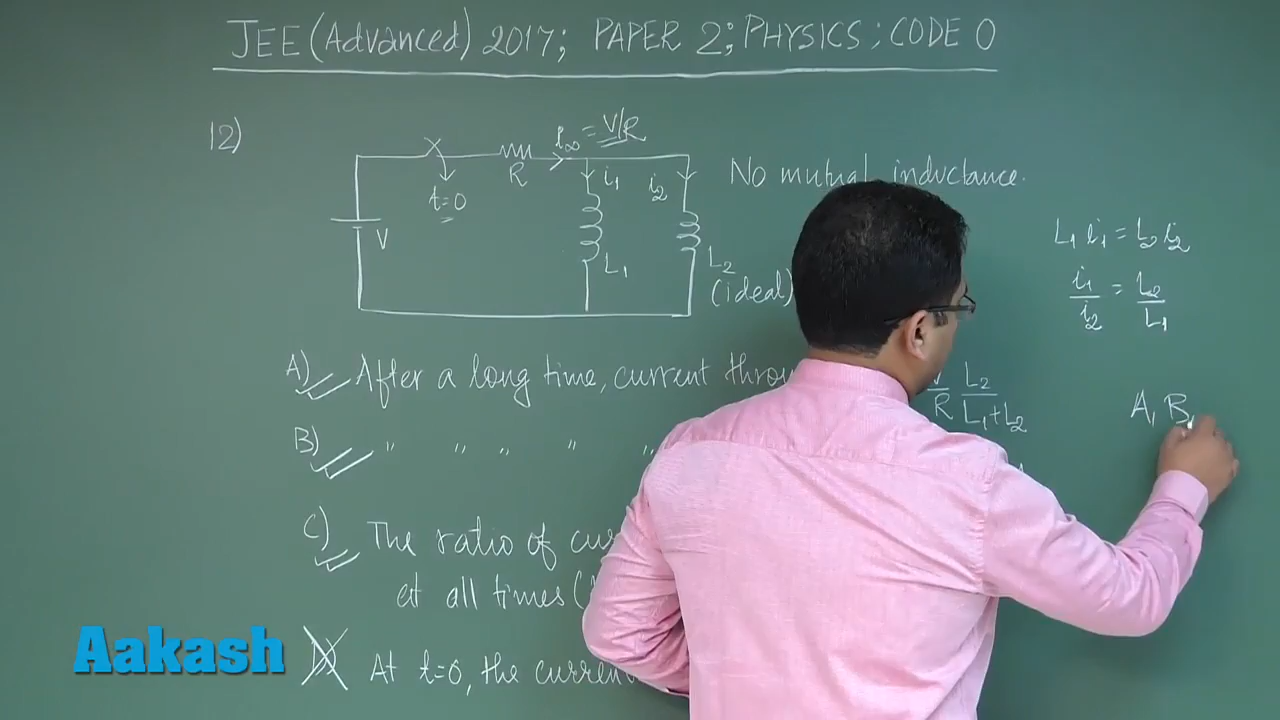 JEE (Advanced) 2017; PAPER 2; PHYSICS; CODE 0
12)
i∞ = V/R
R
t=0
V
i1
i2
L1
L2
(ideal)
No mutual inductance.
L1 i1 = L2 i2
i1/i2 = L2/L1
A) After a long time, current
V/R L2/(L1+L2)
A, B,
B) " " " " "
C) The ratio of
at all times
D) At t=0, the current
Aakash